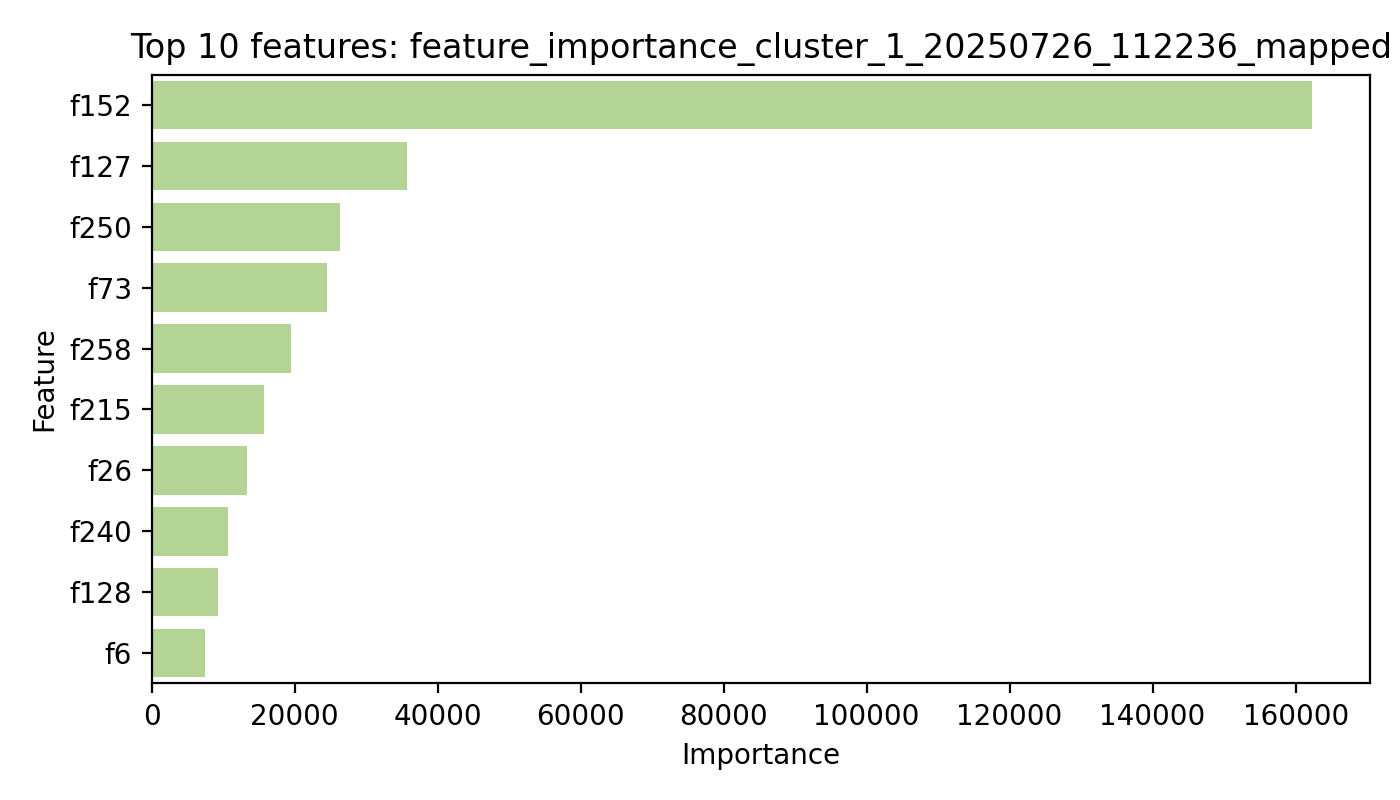 Top 10 features: feature_importance_cluster_1_20250726_112236_mapped
f152
f127
f250
f73
f258
f215
f26
f240
f128
f6
Feature
0 20000 40000 60000 80000 100000 120000 140000 160000
Importance